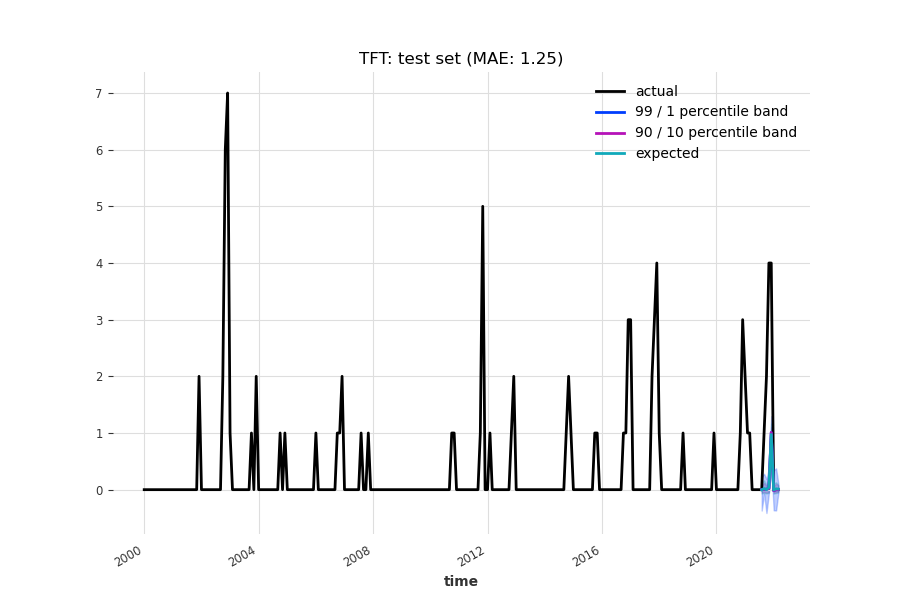 TFT: test set (MAE: 1.25)
actual
99 / 1 percentile band
90 / 10 percentile band
expected
7
6
5
4
3
2
1
0
2000
2004
2008
2012
2016
2020
time